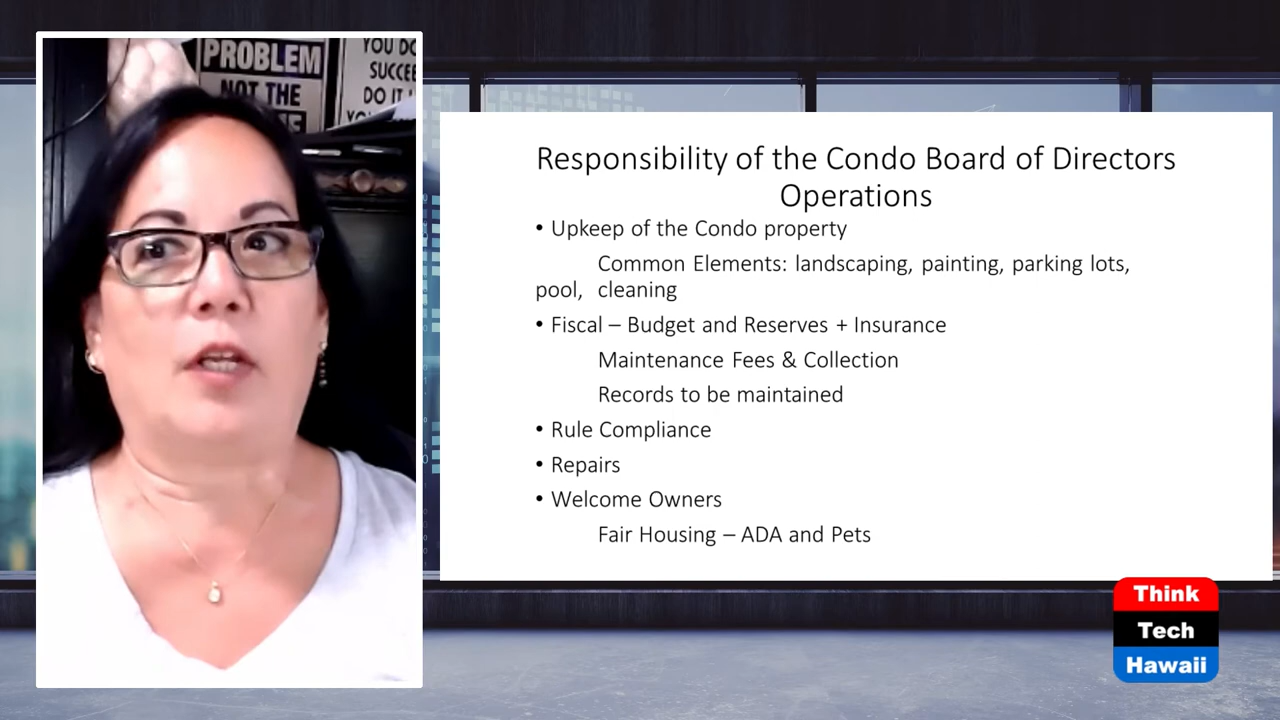 PROBLEM
NOT THE
YOU DO
SUCCEE
DO IT
Responsibility of the Condo Board of Directors
Operations
• Upkeep of the Condo property
Common Elements: landscaping, painting, parking lots,
pool, cleaning
• Fiscal – Budget and Reserves + Insurance
Maintenance Fees & Collection
Records to be maintained
• Rule Compliance
• Repairs
• Welcome Owners
Fair Housing – ADA and Pets
Think
Tech
Hawaii